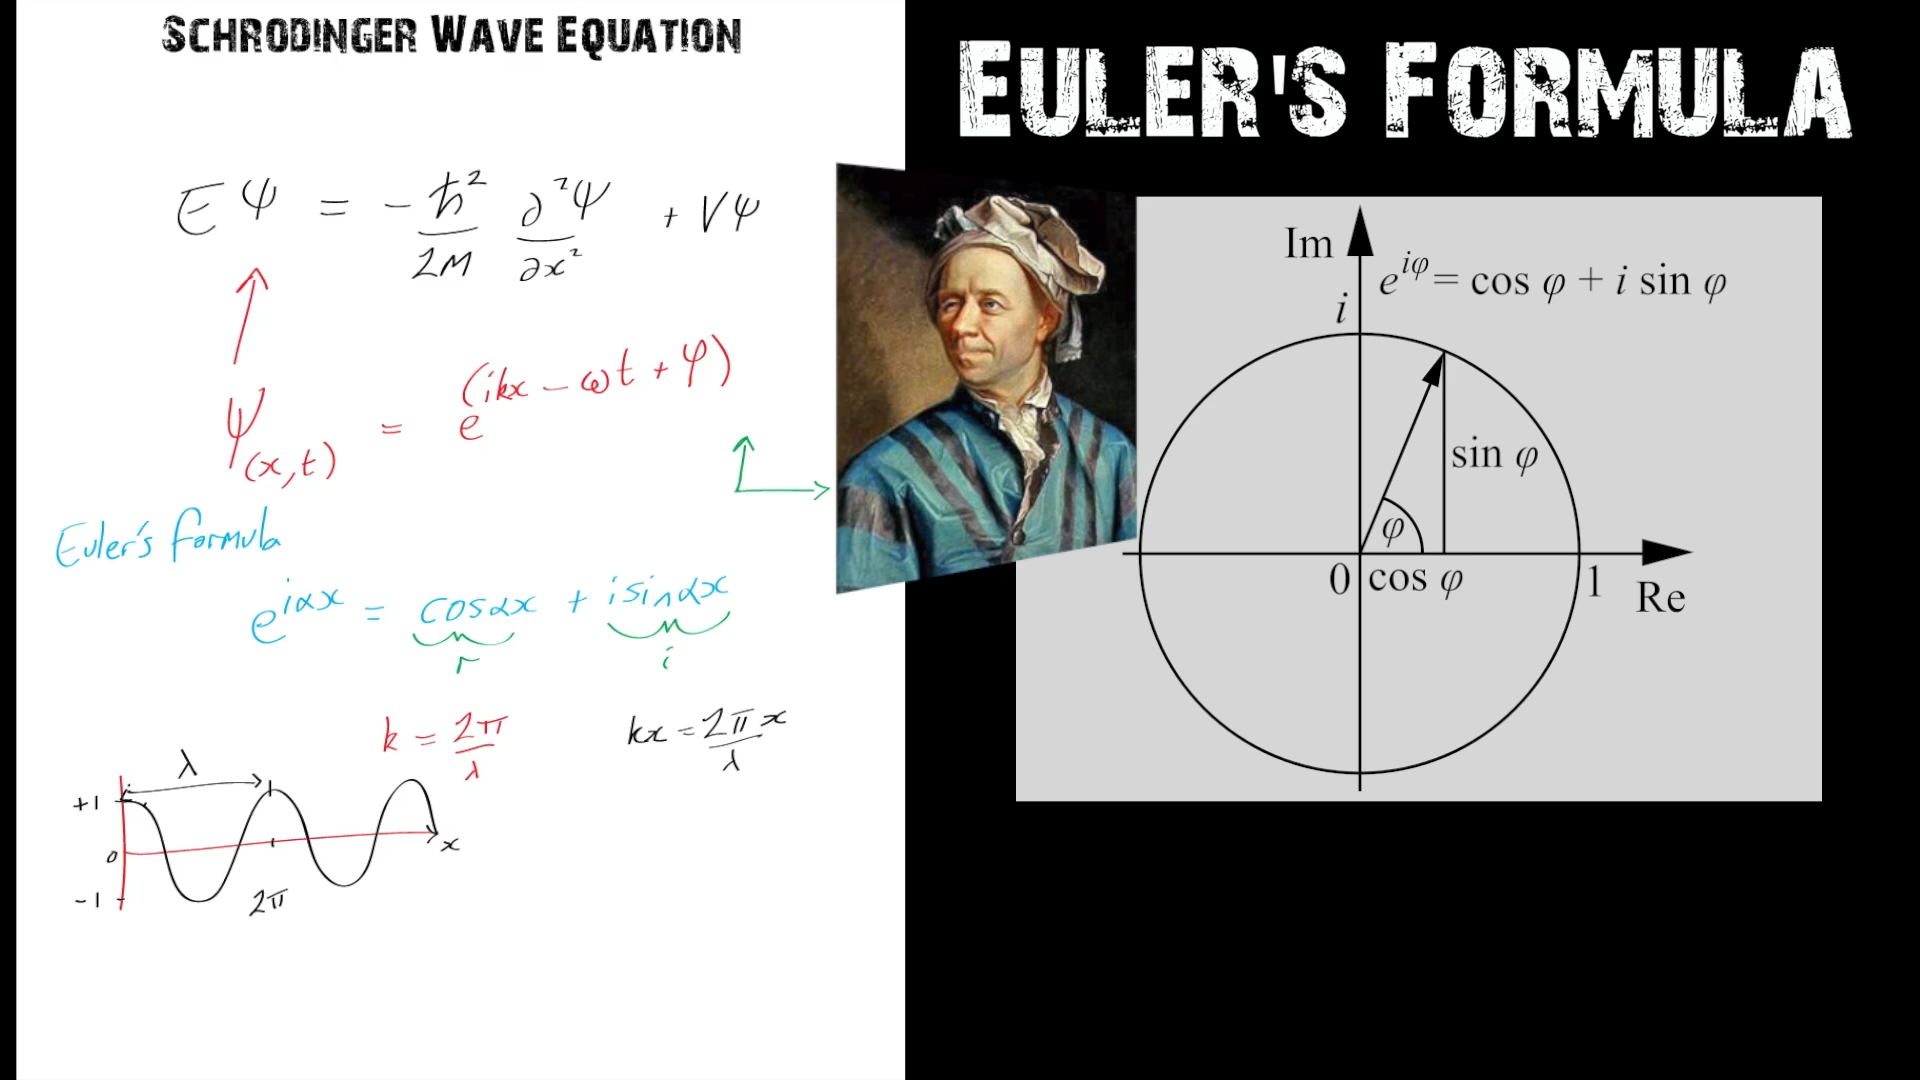 SCHRODINGER WAVE EQUATION
Eψ = -ħ²/2M ∂²ψ/∂x² + Vψ
ψ(x,t) = e^(ikx - ωt + φ)
Euler's formula
e^iαx = cosαx + isinαx
r i
k = 2π/λ kx = 2πx/λ
λ
+1
0
x
-1
2π
EULER'S FORMULA
Im
e^iφ = cos φ + i sin φ
i
sin φ
φ
0 cos φ 1 Re